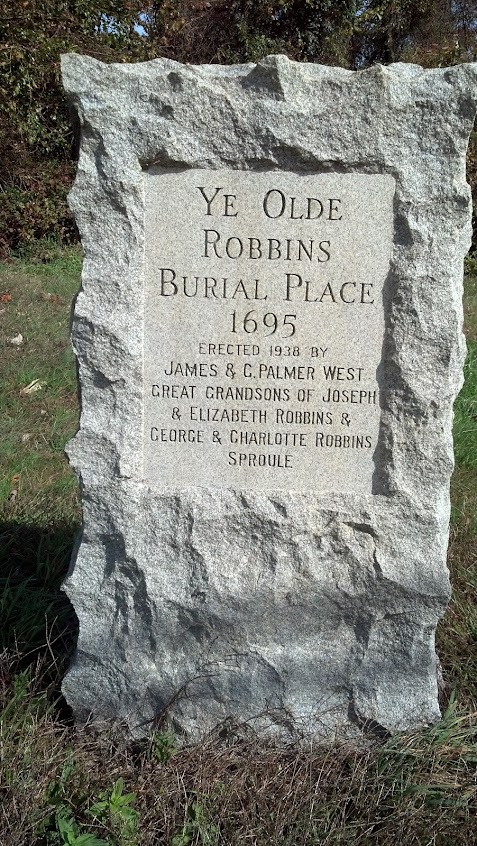 Ye Olde
Robbins
Burial Place
1695
Erected 1938 by
James & C. Palmer West
Great Grandsons of Joseph
& Elizabeth Robbins &
George & Charlotte Robbins
Sproule